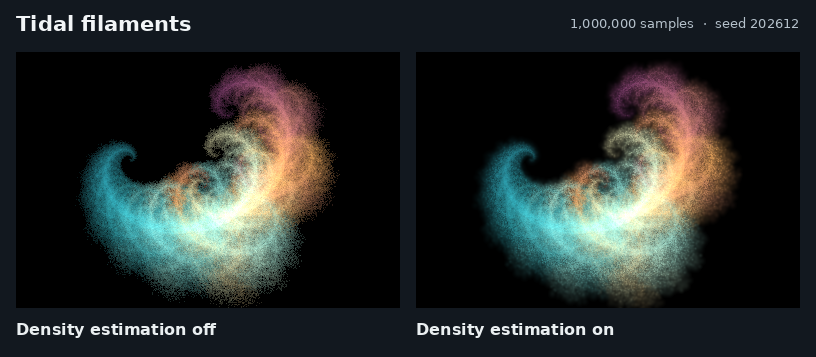 Tidal filaments
1,000,000 samples · seed 202612
Density estimation off
Density estimation on